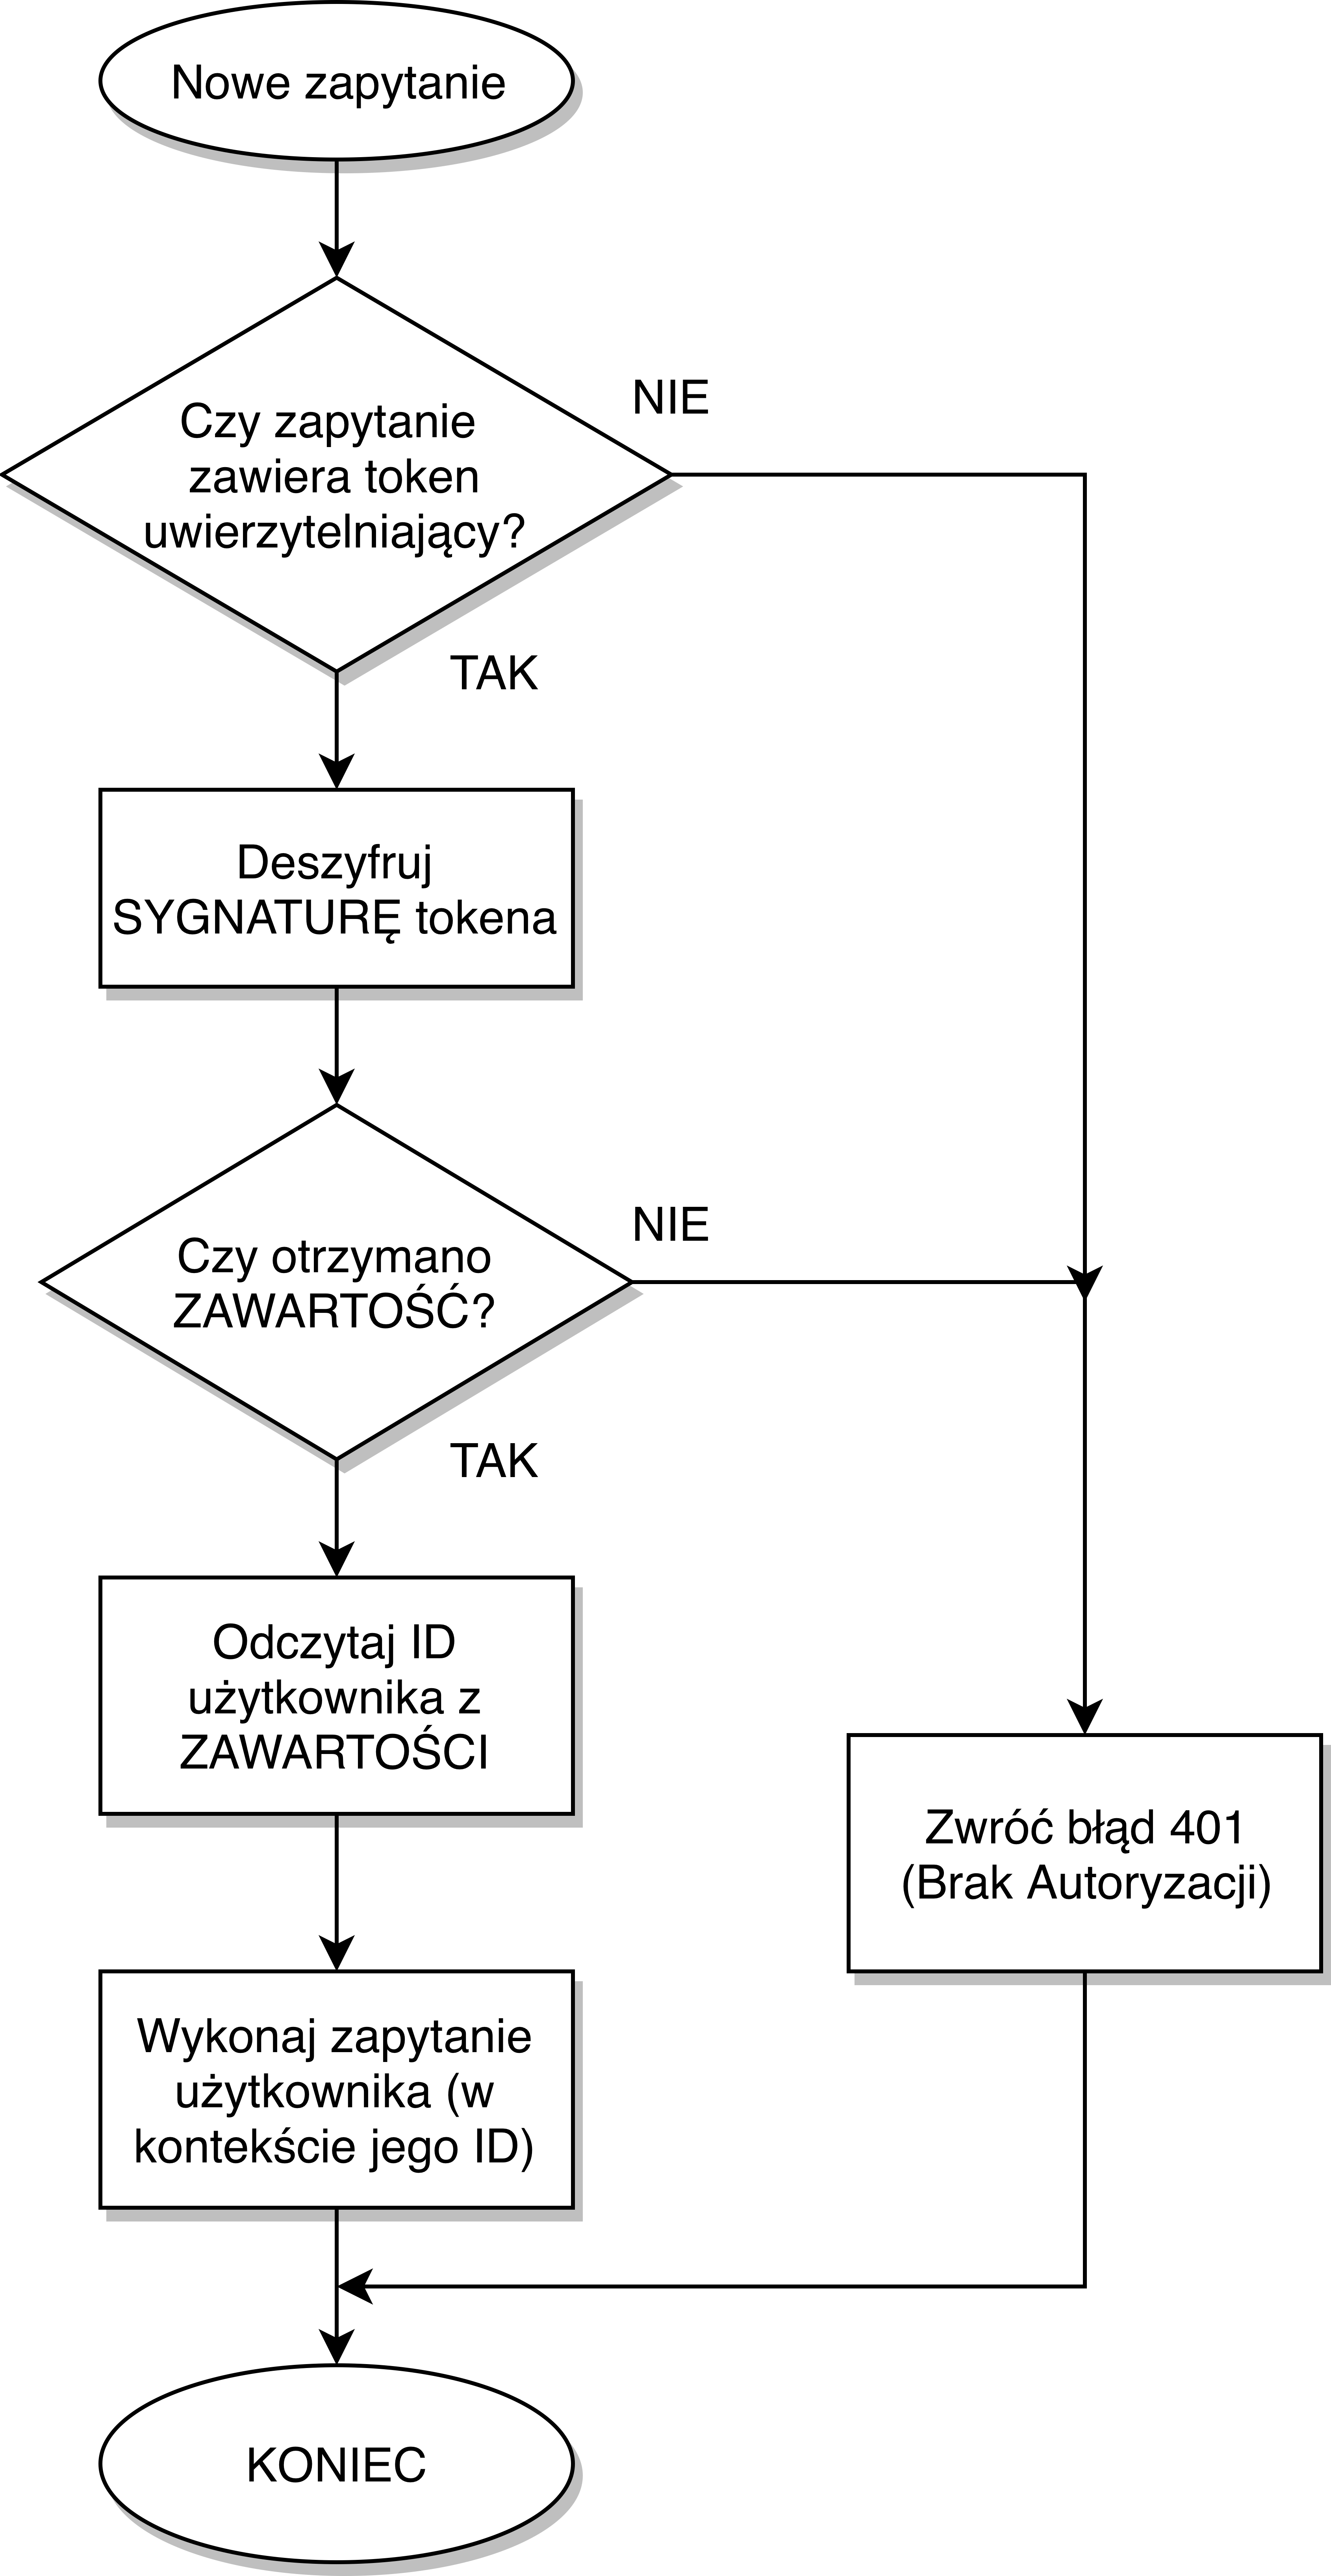 Nowe zapytanie
NIE
Czy zapytanie
zawiera token
uwierzytelniający?
TAK
Deszyfruj
SYGNATURĘ tokena
NIE
Czy otrzymano
ZAWARTOŚĆ?
TAK
Odczytaj ID
użytkownika z
ZAWARTOŚCI
Zwróć błąd 401
(Brak Autoryzacji)
Wykonaj zapytanie
użytkownika (w
kontekście jego ID)
KONIEC